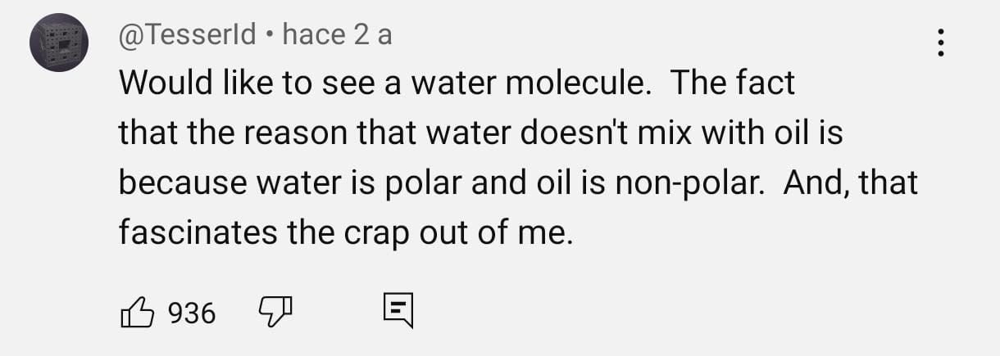 @TesserId • hace 2 a
Would like to see a water molecule.  The fact
that the reason that water doesn't mix with oil is
because water is polar and oil is non-polar.  And, that
fascinates the crap out of me.
936